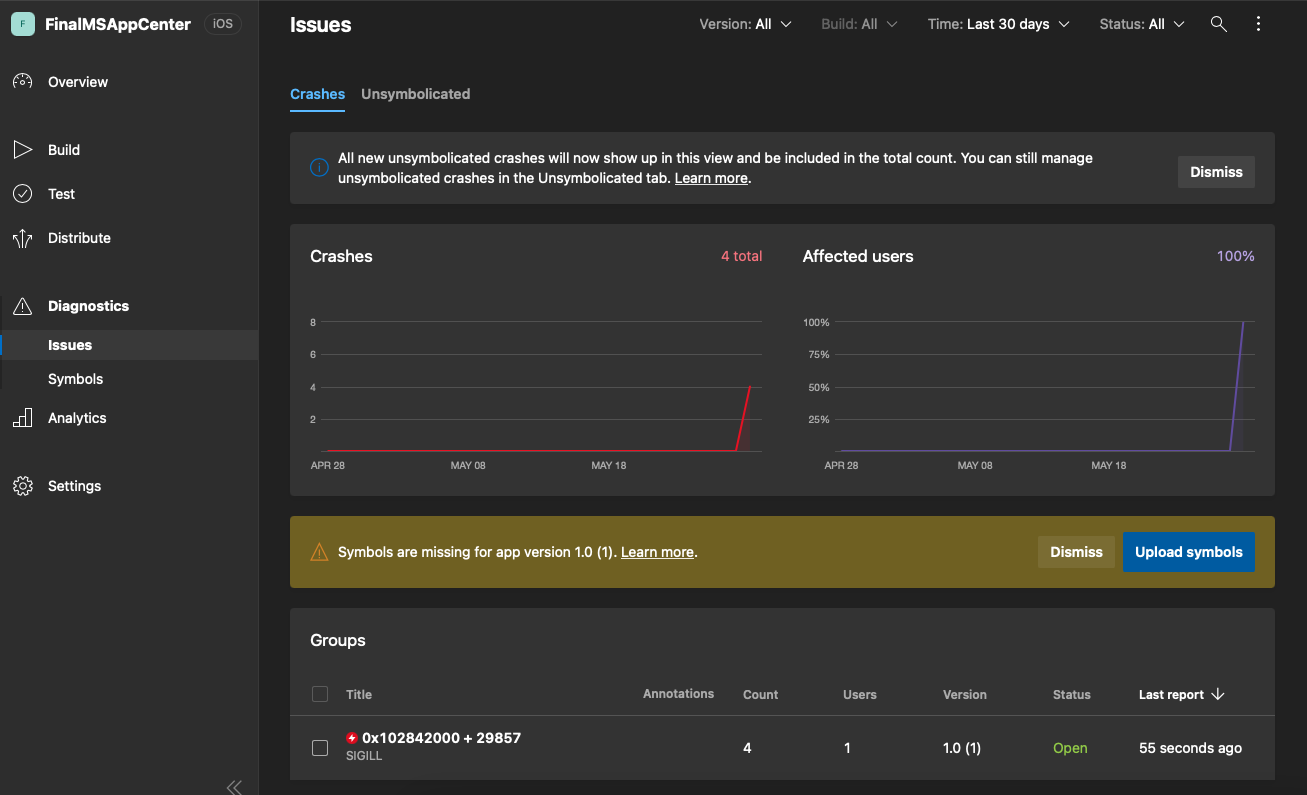 F FinalMSAppCenter iOS
Overview
Build
Test
Distribute
Diagnostics
Issues
Symbols
Analytics
Settings
Issues
Version: All
Build: All
Time: Last 30 days
Status: All
Crashes Unsymbolicated
All new unsymbolicated crashes will now show up in this view and be included in the total count. You can still manage
unsymbolicated crashes in the Unsymbolicated tab. Learn more.
Dismiss
Crashes 4 total
8
6
4
2
APR 28 MAY 08 MAY 18
Affected users 100%
100%
75%
50%
25%
APR 28 MAY 08 MAY 18
Symbols are missing for app version 1.0 (1). Learn more.
Dismiss
Upload symbols
Groups
Title Annotations Count Users Version Status Last report
0x102842000 + 29857
SIGILL
4 1 1.0 (1) Open 55 seconds ago